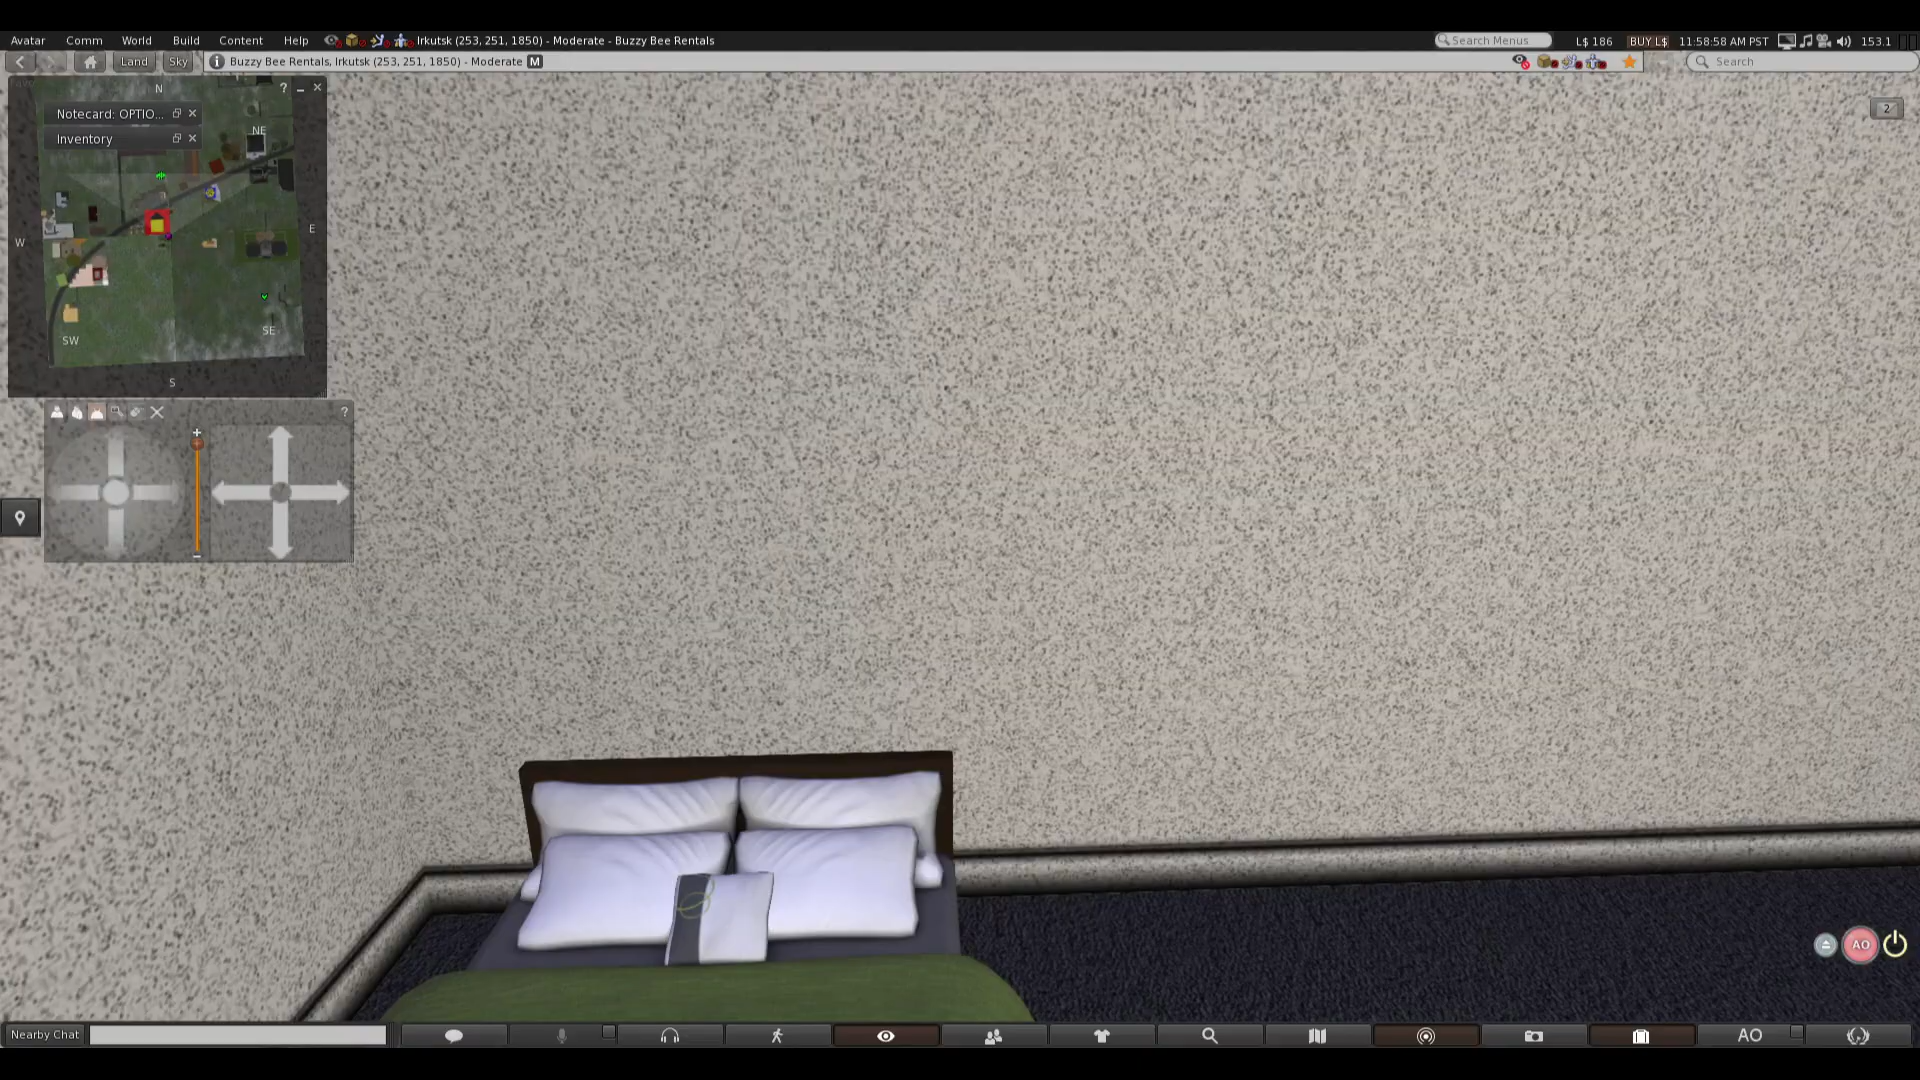 Avatar Comm World Build Content Help Irkutsk (253, 251, 1850) - Moderate - Buzzy Bee Rentals Search Menus L$ 186 BUY L$ 11:58:58 AM PST 153.1
Land Sky Buzzy Bee Rentals, Irkutsk (253, 251, 1850) - Moderate M Search
N ?
Notecard: OPTIO...
2
NE
Inventory
W E
SE
SW
S
?
AO
Nearby Chat AO